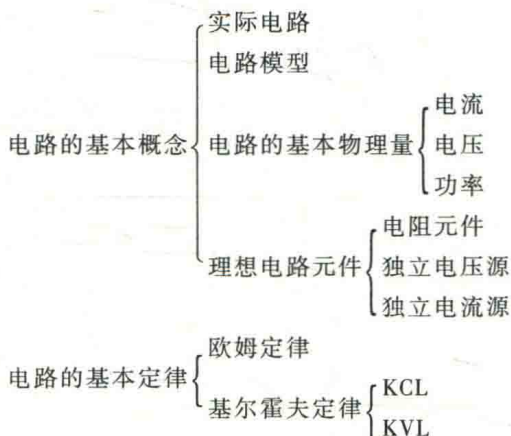 实际电路
电路模型
电流
电路的基本概念 电路的基本物理量 电压
功率
电阻元件
理想电路元件 独立电压源
独立电流源
欧姆定律
电路的基本定律
基尔霍夫定律 KCL
KVL